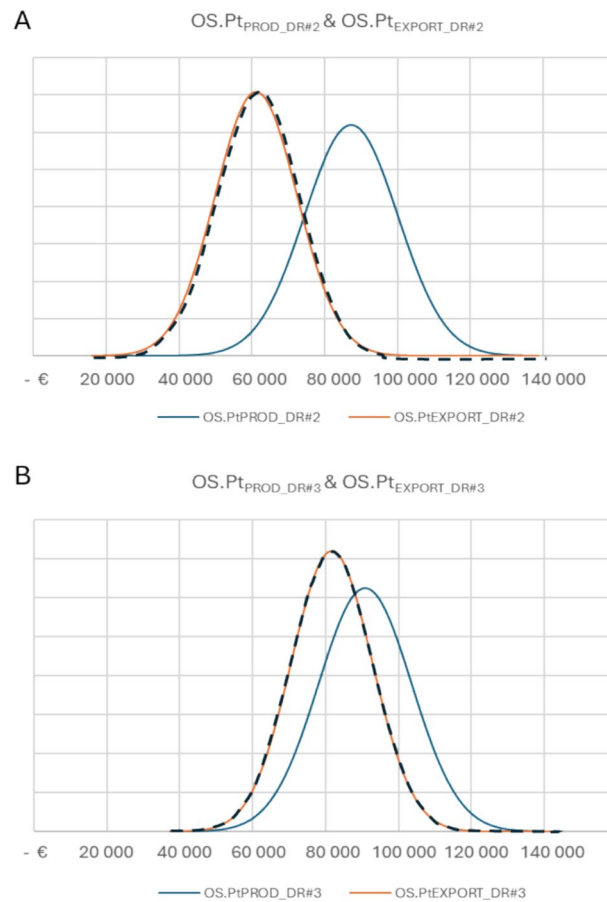 A
OS.PtPROD_DR#2 & OS.PtEXPORT_DR#2
- € 20 000 40 000 60 000 80 000 100 000 120 000 140 000
OS.PtPROD_DR#2 OS.PtEXPORT_DR#2
B
OS.PtPROD_DR#3 & OS.PtEXPORT_DR#3
- € 20 000 40 000 60 000 80 000 100 000 120 000 140 000
OS.PtPROD_DR#3 OS.PtEXPORT_DR#3